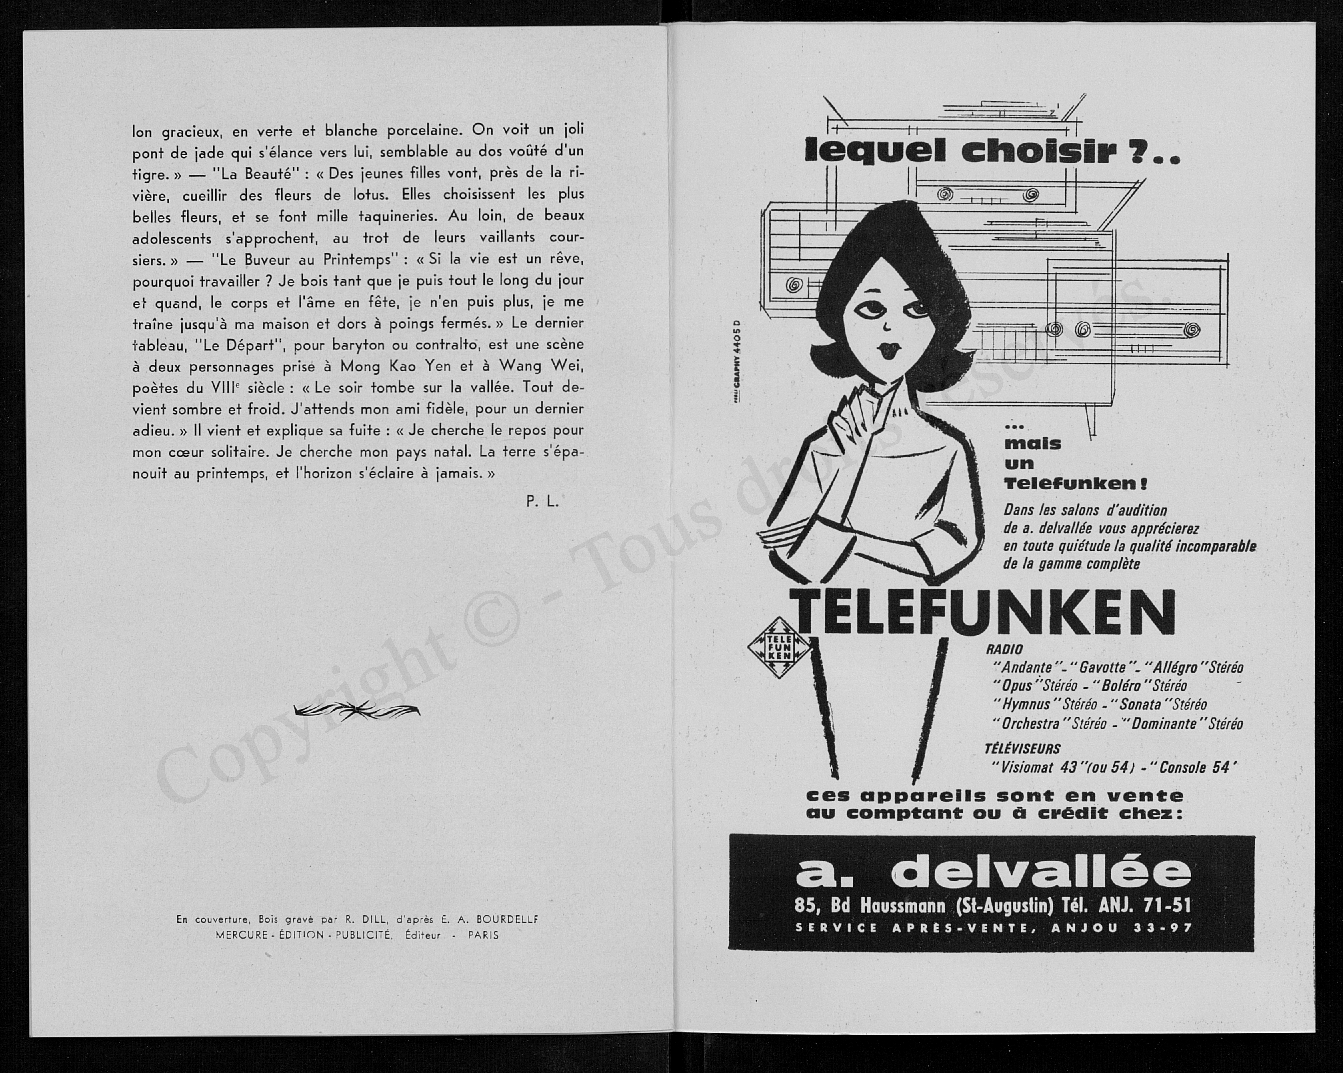 lon gracieux, en verte et blanche porcelaine. On voit un joli
pont de jade qui s'élance vers lui, semblable au dos voûté d'un
tigre. » — "La Beauté" : « Des jeunes filles vont, près de la ri-
vière, cueillir des fleurs de lotus. Elles choisissent les plus
belles fleurs, et se font mille taquineries. Au loin, de beaux
adolescents s'approchent, au trot de leurs vaillants cour-
siers. » — "Le Buveur au Printemps" : « Si la vie est un rêve,
pourquoi travailler ? Je bois tant que je puis tout le long du jour
et quand, le corps et l'âme en fête, je n'en puis plus, je me
traîne jusqu'à ma maison et dors à poings fermés. » Le dernier
tableau, "Le Départ", pour baryton ou contralto, est une scène
à deux personnages prise à Mong Kao Yen et à Wang Wei,
poètes du VIIIe siècle : « Le soir tombe sur la vallée. Tout de-
vient sombre et froid. J'attends mon ami fidèle, pour un dernier
adieu. » Il vient et explique sa fuite : « Je cherche le repos pour
mon cœur solitaire. Je cherche mon pays natal. La terre s'épa-
nouit au printemps, et l'horizon s'éclaire à jamais. »
P. L.
En couverture, Bois gravé par R. DILL, d'après E. A. BOURDELLE
MERCURE - ÉDITION - PUBLICITÉ, Éditeur - PARIS
Copyright © - Tous droits réservés.
lequel choisir ?..
GRAPHY 4405 D
...
mais
un
Telefunken !
Dans les salons d'audition
de a. delvallée vous apprécierez
en toute quiétude la qualité incomparable
de la gamme complète
TELEFUNKEN
TELE
FUN
KEN
RADIO
"Andante"- "Gavotte"- "Allégro" Stéréo
"Opus" Stéréo - "Boléro" Stéréo
"Hymnus" Stéréo - "Sonata" Stéréo
"Orchestra" Stéréo - "Dominante" Stéréo
TÉLÉVISEURS
"Visiomat 43" (ou 54) - "Console 54"
ces appareils sont en vente
au comptant ou à crédit chez :
a. delvallée
85, Bd Haussmann (St-Augustin) Tél. ANJ. 71-51
SERVICE APRÈS-VENTE, ANJOU 33-97